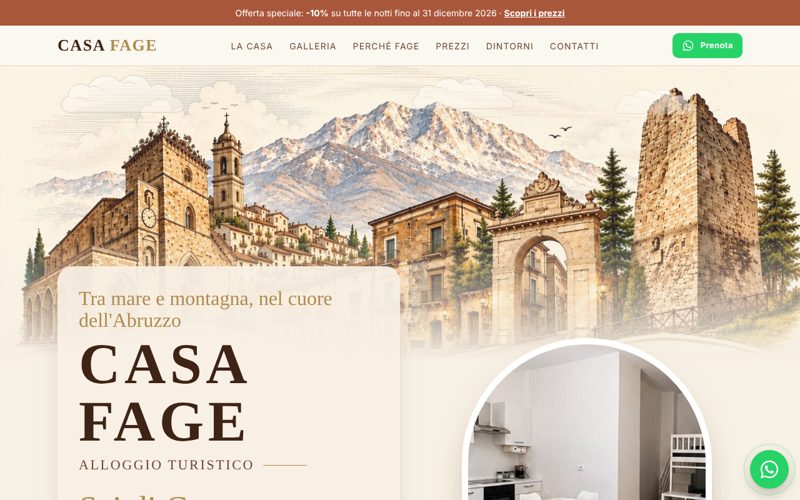 Offerta speciale: -10% su tutte le notti fino al 31 dicembre 2026 · Scopri i prezzi
CASA FAGE
LA CASA GALLERIA PERCHÉ FAGE PREZZI DINTORNI CONTATTI
Prenota
Tra mare e montagna, nel cuore
dell'Abruzzo
CASA
FAGE
ALLOGGIO TURISTICO